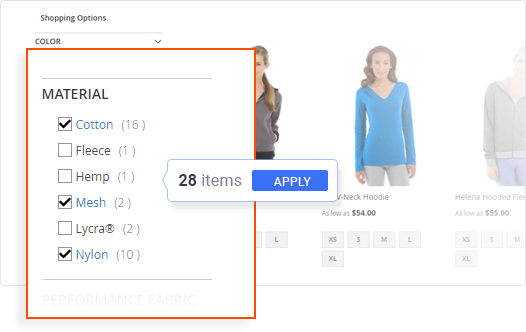 Shopping Options
COLOR
MATERIAL
Cotton (16 )
Fleece (1 )
Hemp (1 )
Mesh (2 )
Lycra® (2 )
Nylon (10 )
PERFORMANCE FABRIC
28 items APPLY
V-Neck Hoodie
As low as $54.00
L
XS S M L
XL
Helena Hooded Flee
As low as $55.00
XS S M L
XL